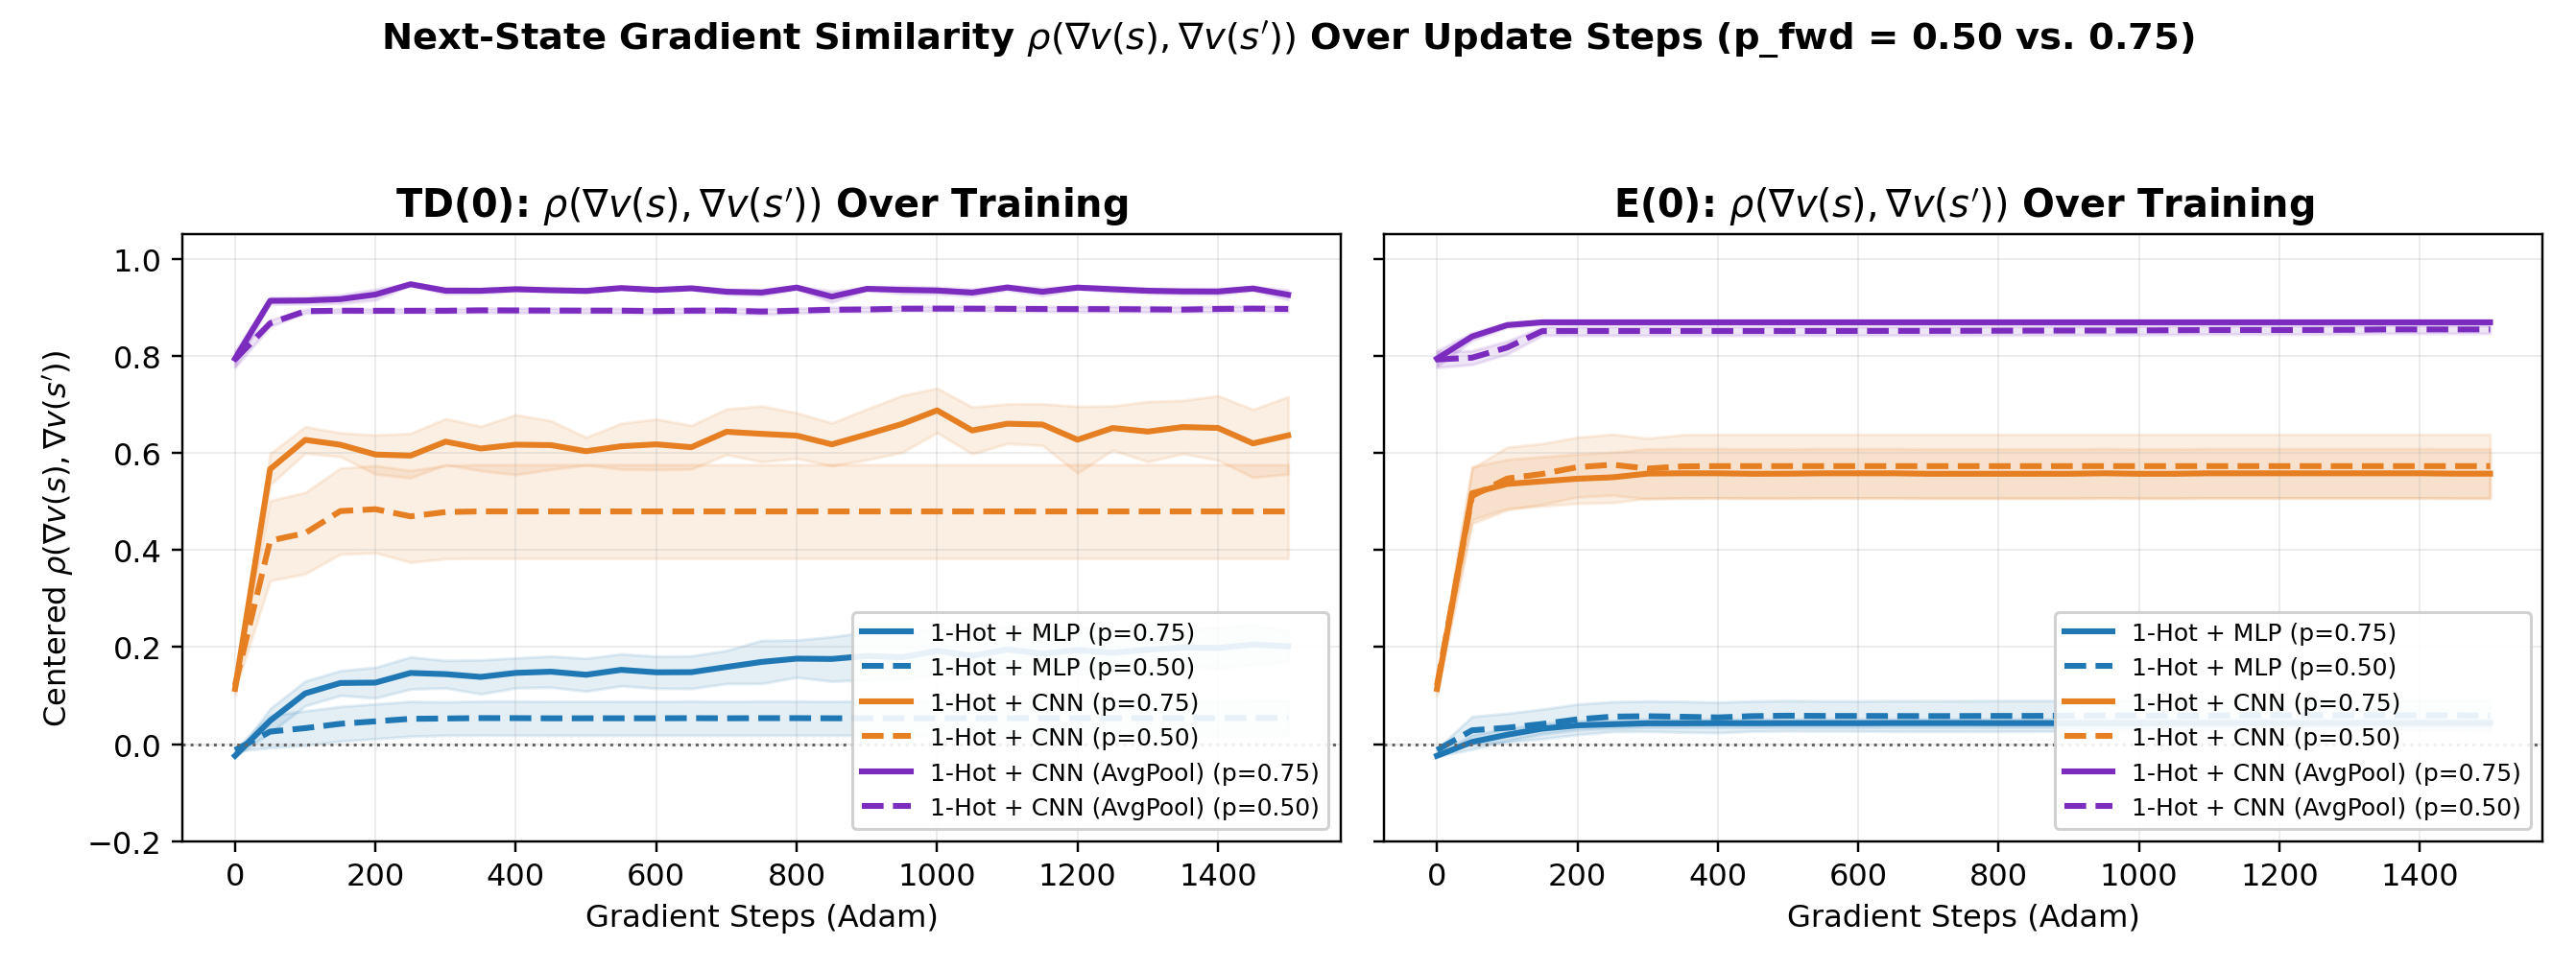 Next-State Gradient Similarity ρ(∇v(s), ∇v(s′)) Over Update Steps (p_fwd = 0.50 vs. 0.75)
TD(0): ρ(∇v(s), ∇v(s′)) Over Training
Centered ρ(∇v(s), ∇v(s′))
1.0
0.8
0.6
0.4
0.2
0.0
−0.2
1-Hot + MLP (p=0.75)
1-Hot + MLP (p=0.50)
1-Hot + CNN (p=0.75)
1-Hot + CNN (p=0.50)
1-Hot + CNN (AvgPool) (p=0.75)
1-Hot + CNN (AvgPool) (p=0.50)
0 200 400 600 800 1000 1200 1400
Gradient Steps (Adam)
E(0): ρ(∇v(s), ∇v(s′)) Over Training
1-Hot + MLP (p=0.75)
1-Hot + MLP (p=0.50)
1-Hot + CNN (p=0.75)
1-Hot + CNN (p=0.50)
1-Hot + CNN (AvgPool) (p=0.75)
1-Hot + CNN (AvgPool) (p=0.50)
0 200 400 600 800 1000 1200 1400
Gradient Steps (Adam)